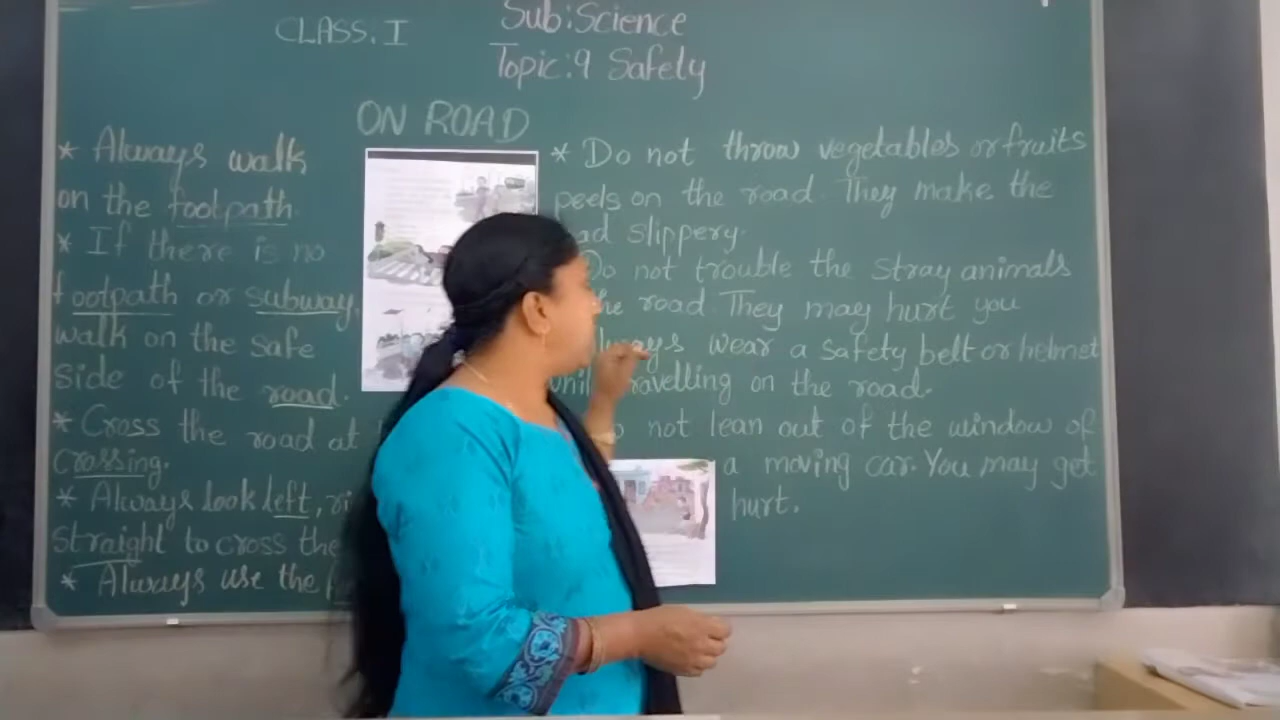 CLASS: I
Sub:Science
Topic:9 Safety
ON ROAD
* Always walk
on the footpath.
* If there is no
footpath or subway,
walk on the safe
side of the road.
* Cross the road at
crossing.
* Always look left,
straight to cross the
* Always use the
* Do not throw vegetables or fruits
peels on the road. They make the
slippery.
Do not trouble the stray animals
road. They may hurt you
wear a safety belt or helmet
travelling on the road.
not lean out of the window of
a moving car. You may get
hurt.